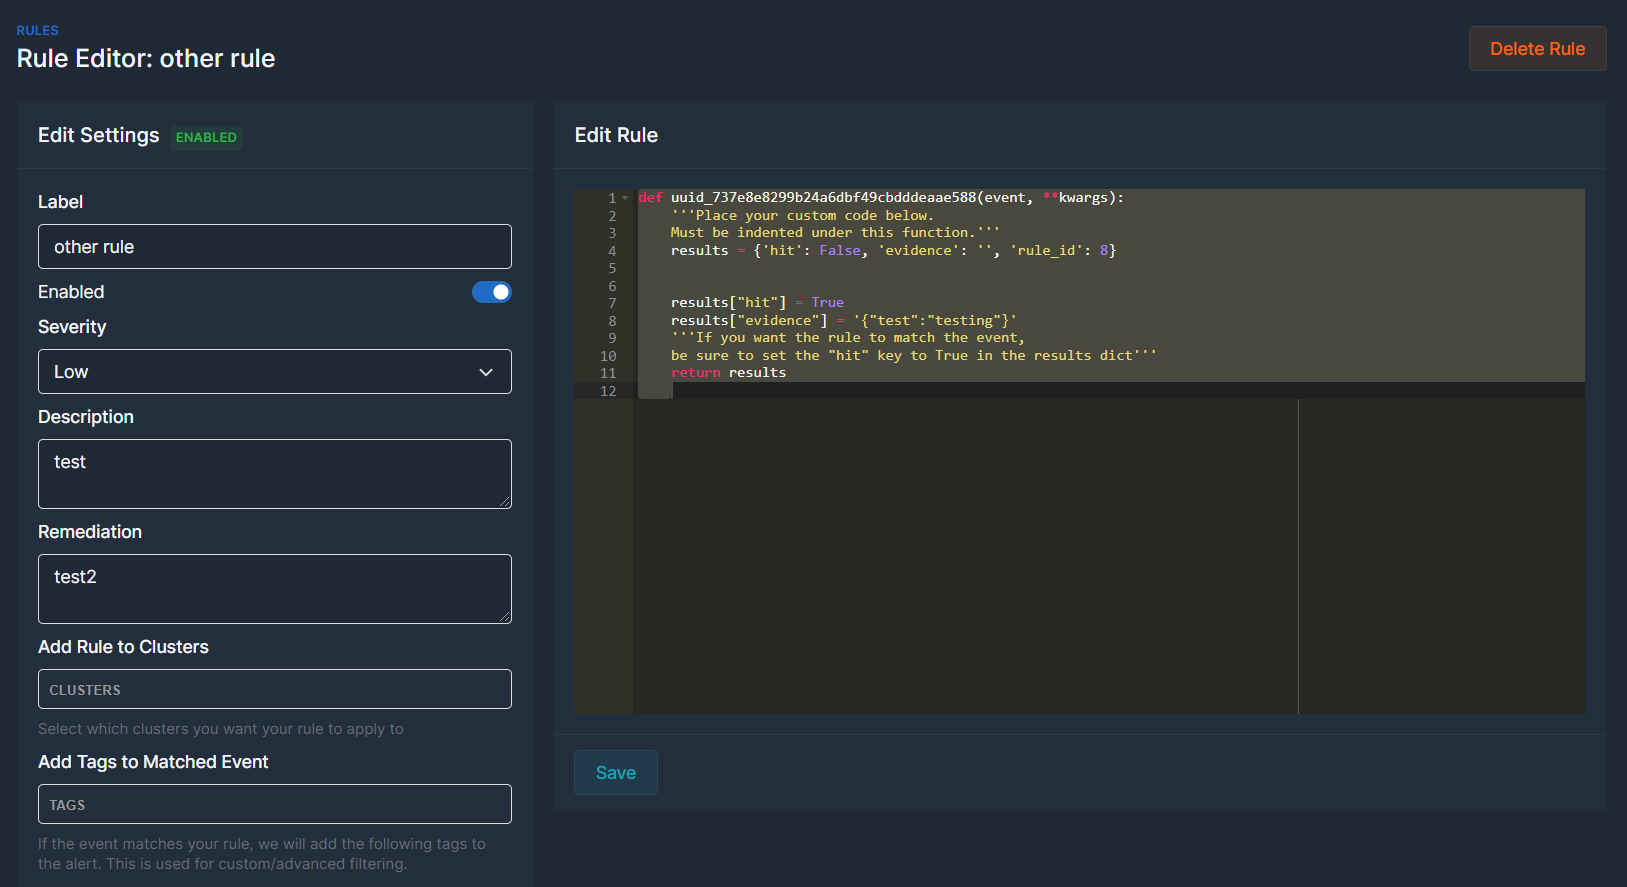 RULES
Rule Editor: other rule
Delete Rule
Edit Settings ENABLED
Label
other rule
Enabled
Severity
Low
Description
test
Remediation
test2
Add Rule to Clusters
CLUSTERS
Select which clusters you want your rule to apply to
Add Tags to Matched Event
TAGS
If the event matches your rule, we will add the following tags to
the alert. This is used for custom/advanced filtering.
Edit Rule
1 def uuid_737e8e8299b24a6dbf49cbdddeaae588(event, **kwargs):
2     '''Place your custom code below.
3     Must be indented under this function.'''
4     results = {'hit': False, 'evidence': '', 'rule_id': 8}
5
6
7     results["hit"] = True
8     results["evidence"] = '{"test":"testing"}'
9     '''If you want the rule to match the event,
10     be sure to set the "hit" key to True in the results dict'''
11     return results
12
Save